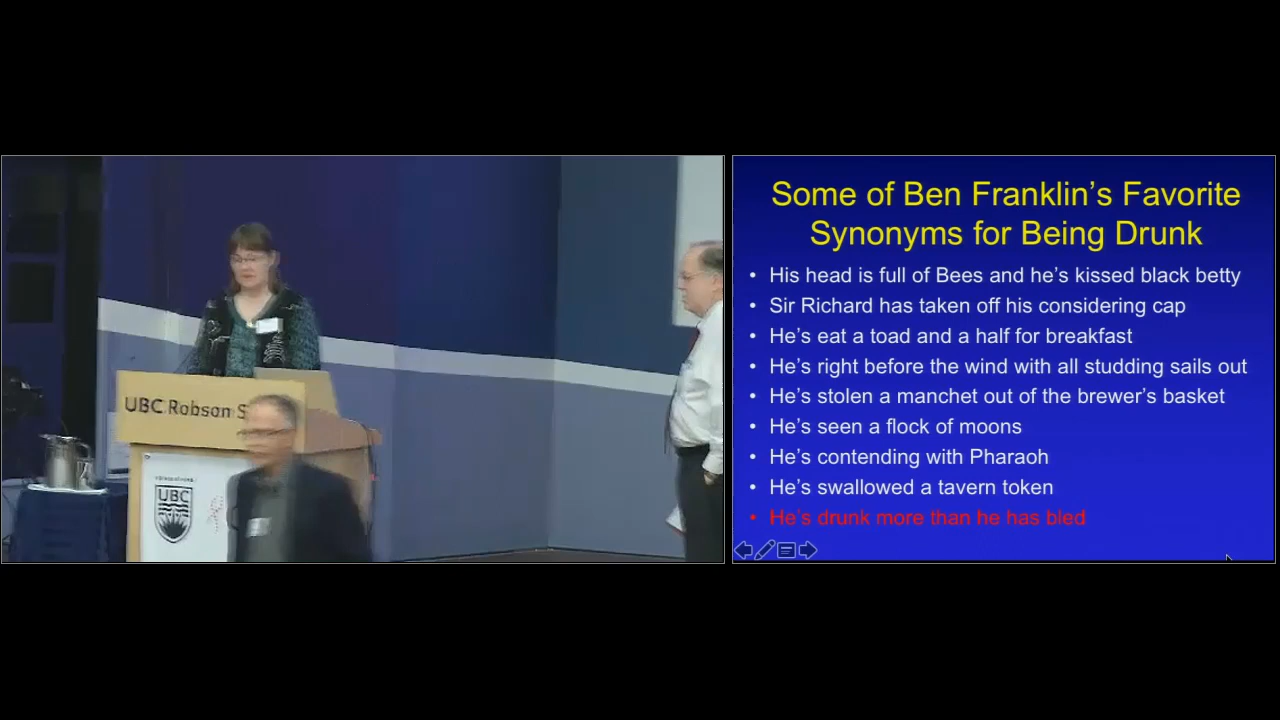 UBC Robson S
UBC
Some of Ben Franklin's Favorite
Synonyms for Being Drunk
• His head is full of Bees and he's kissed black betty
• Sir Richard has taken off his considering cap
• He's eat a toad and a half for breakfast
• He's right before the wind with all studding sails out
• He's stolen a manchet out of the brewer's basket
• He's seen a flock of moons
• He's contending with Pharaoh
• He's swallowed a tavern token
• He's drunk more than he has bled